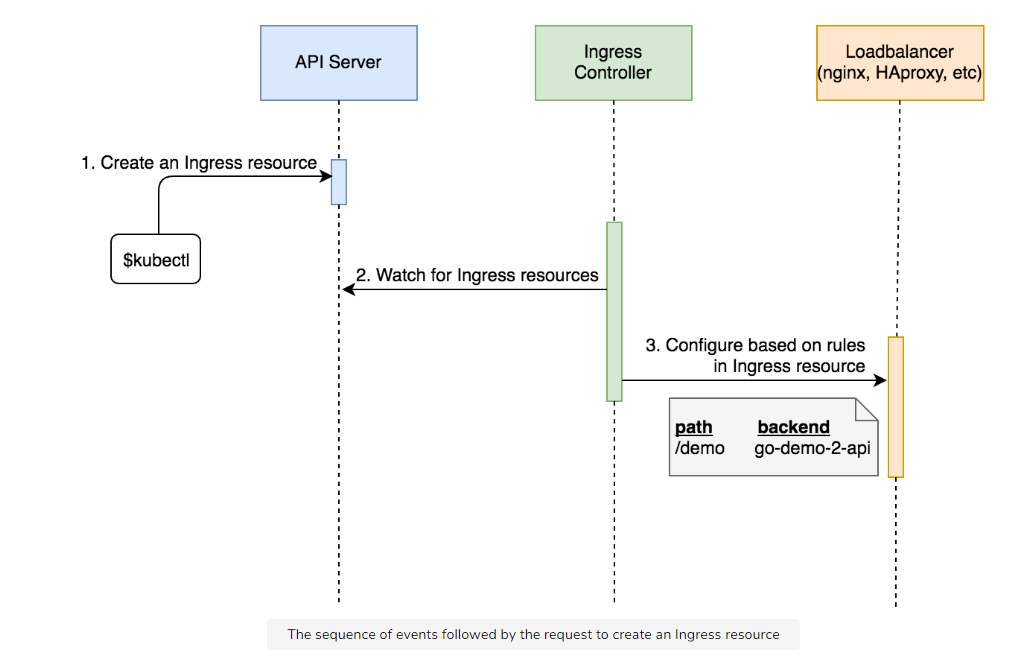 API Server
Ingress
Controller
Loadbalancer
(nginx, HAproxy, etc)
1. Create an Ingress resource
$kubectl
2. Watch for Ingress resources
3. Configure based on rules
in Ingress resource
path backend
/demo go-demo-2-api
The sequence of events followed by the request to create an Ingress resource